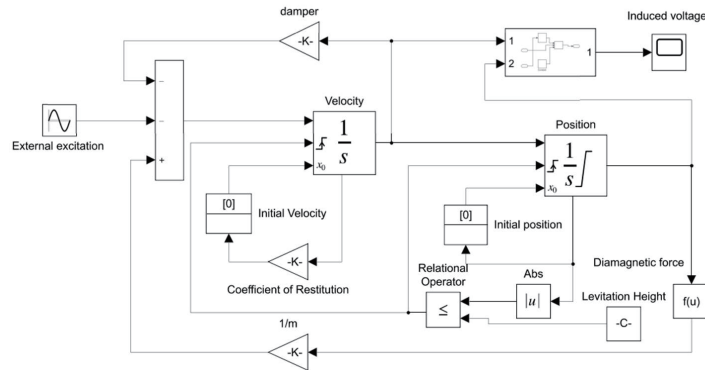 damper
-K-
Induced voltage
1
2
1
Velocity
External excitation
1
s
x₀
Position
1
s
x₀
[0]
Initial Velocity
-K-
Coefficient of Restitution
[0]
Initial position
Relational
Operator
≤
Abs
|u|
Diamagnetic force
Levitation Height
-C-
f(u)
1/m
-K-
−
−
+